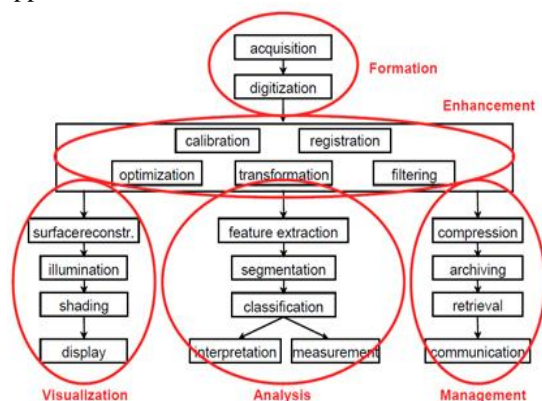 acquisition
Formation
digitization
Enhancement
calibration registration
optimization transformation filtering
surfacereconstr. feature extraction compression
illumination segmentation archiving
shading classification retrieval
display interpretation measurement communication
Visualization Analysis Management